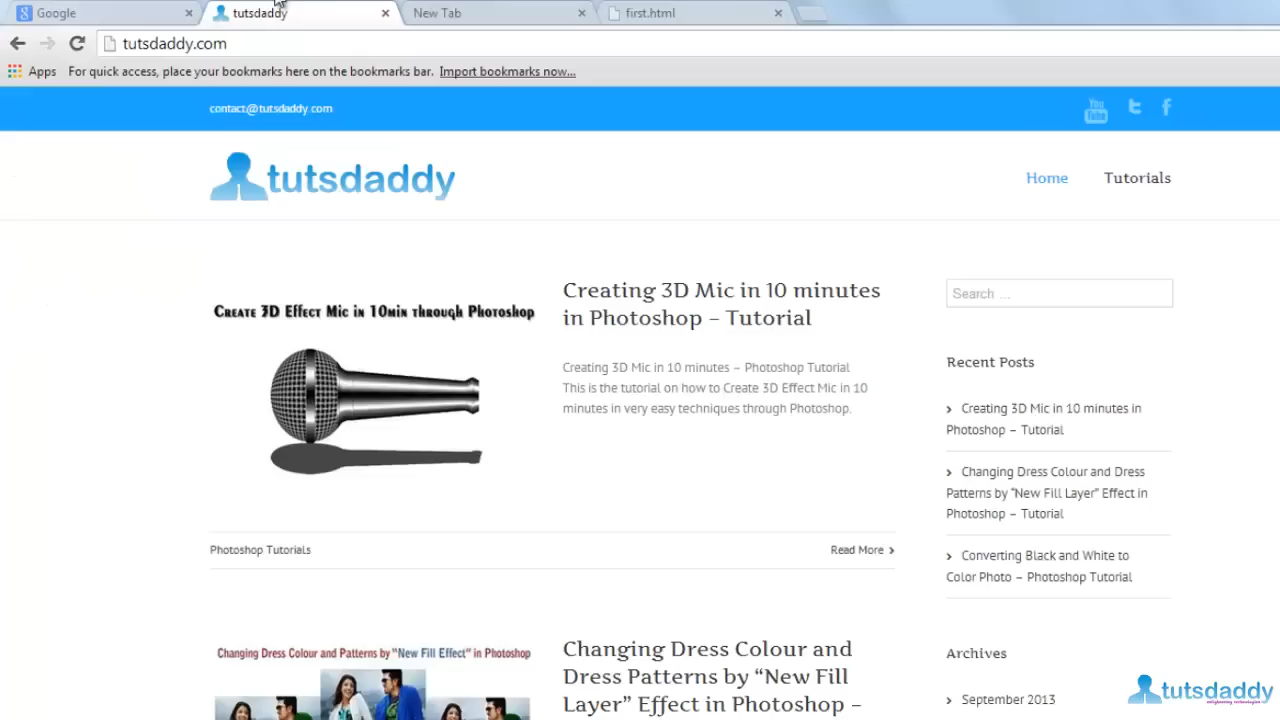 Google
tutsdaddy
New Tab
first.html
tutsdaddy.com
Apps For quick access, place your bookmarks here on the bookmarks bar. Import bookmarks now...
contact@tutsdaddy.com
You Tube
tutsdaddy
Home Tutorials
Create 3D Effect Mic in 10min through Photoshop
Creating 3D Mic in 10 minutes
in Photoshop – Tutorial
Creating 3D Mic in 10 minutes – Photoshop Tutorial
This is the tutorial on how to Create 3D Effect Mic in 10
minutes in very easy techniques through Photoshop.
Photoshop Tutorials
Read More
Changing Dress Colour and Patterns by "New Fill Effect" in Photoshop
Changing Dress Colour and
Dress Patterns by “New Fill
Layer” Effect in Photoshop –
Search ...
Recent Posts
Creating 3D Mic in 10 minutes in
Photoshop – Tutorial
Changing Dress Colour and Dress
Patterns by “New Fill Layer” Effect in
Photoshop – Tutorial
Converting Black and White to
Color Photo – Photoshop Tutorial
Archives
September 2013
tutsdaddy